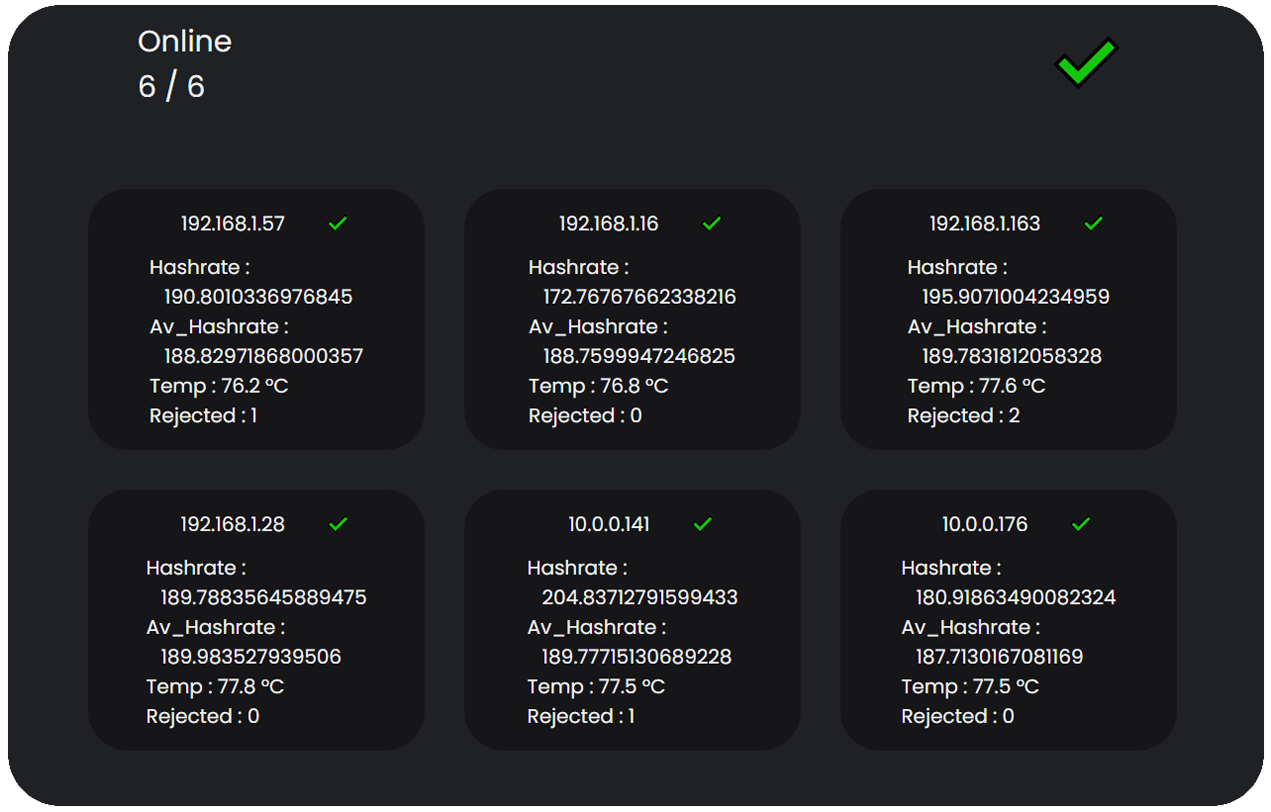 Online
6 / 6
192.168.1.57
Hashrate :
190.8010336976845
Av_Hashrate :
188.82971868000357
Temp : 76.2 °C
Rejected : 1
192.168.1.16
Hashrate :
172.76767662338216
Av_Hashrate :
188.7599947246825
Temp : 76.8 °C
Rejected : 0
192.168.1.163
Hashrate :
195.9071004234959
Av_Hashrate :
189.7831812058328
Temp : 77.6 °C
Rejected : 2
192.168.1.28
Hashrate :
189.78835645889475
Av_Hashrate :
189.983527939506
Temp : 77.8 °C
Rejected : 0
10.0.0.141
Hashrate :
204.83712791599433
Av_Hashrate :
189.77715130689228
Temp : 77.5 °C
Rejected : 1
10.0.0.176
Hashrate :
180.91863490082324
Av_Hashrate :
187.7130167081169
Temp : 77.5 °C
Rejected : 0